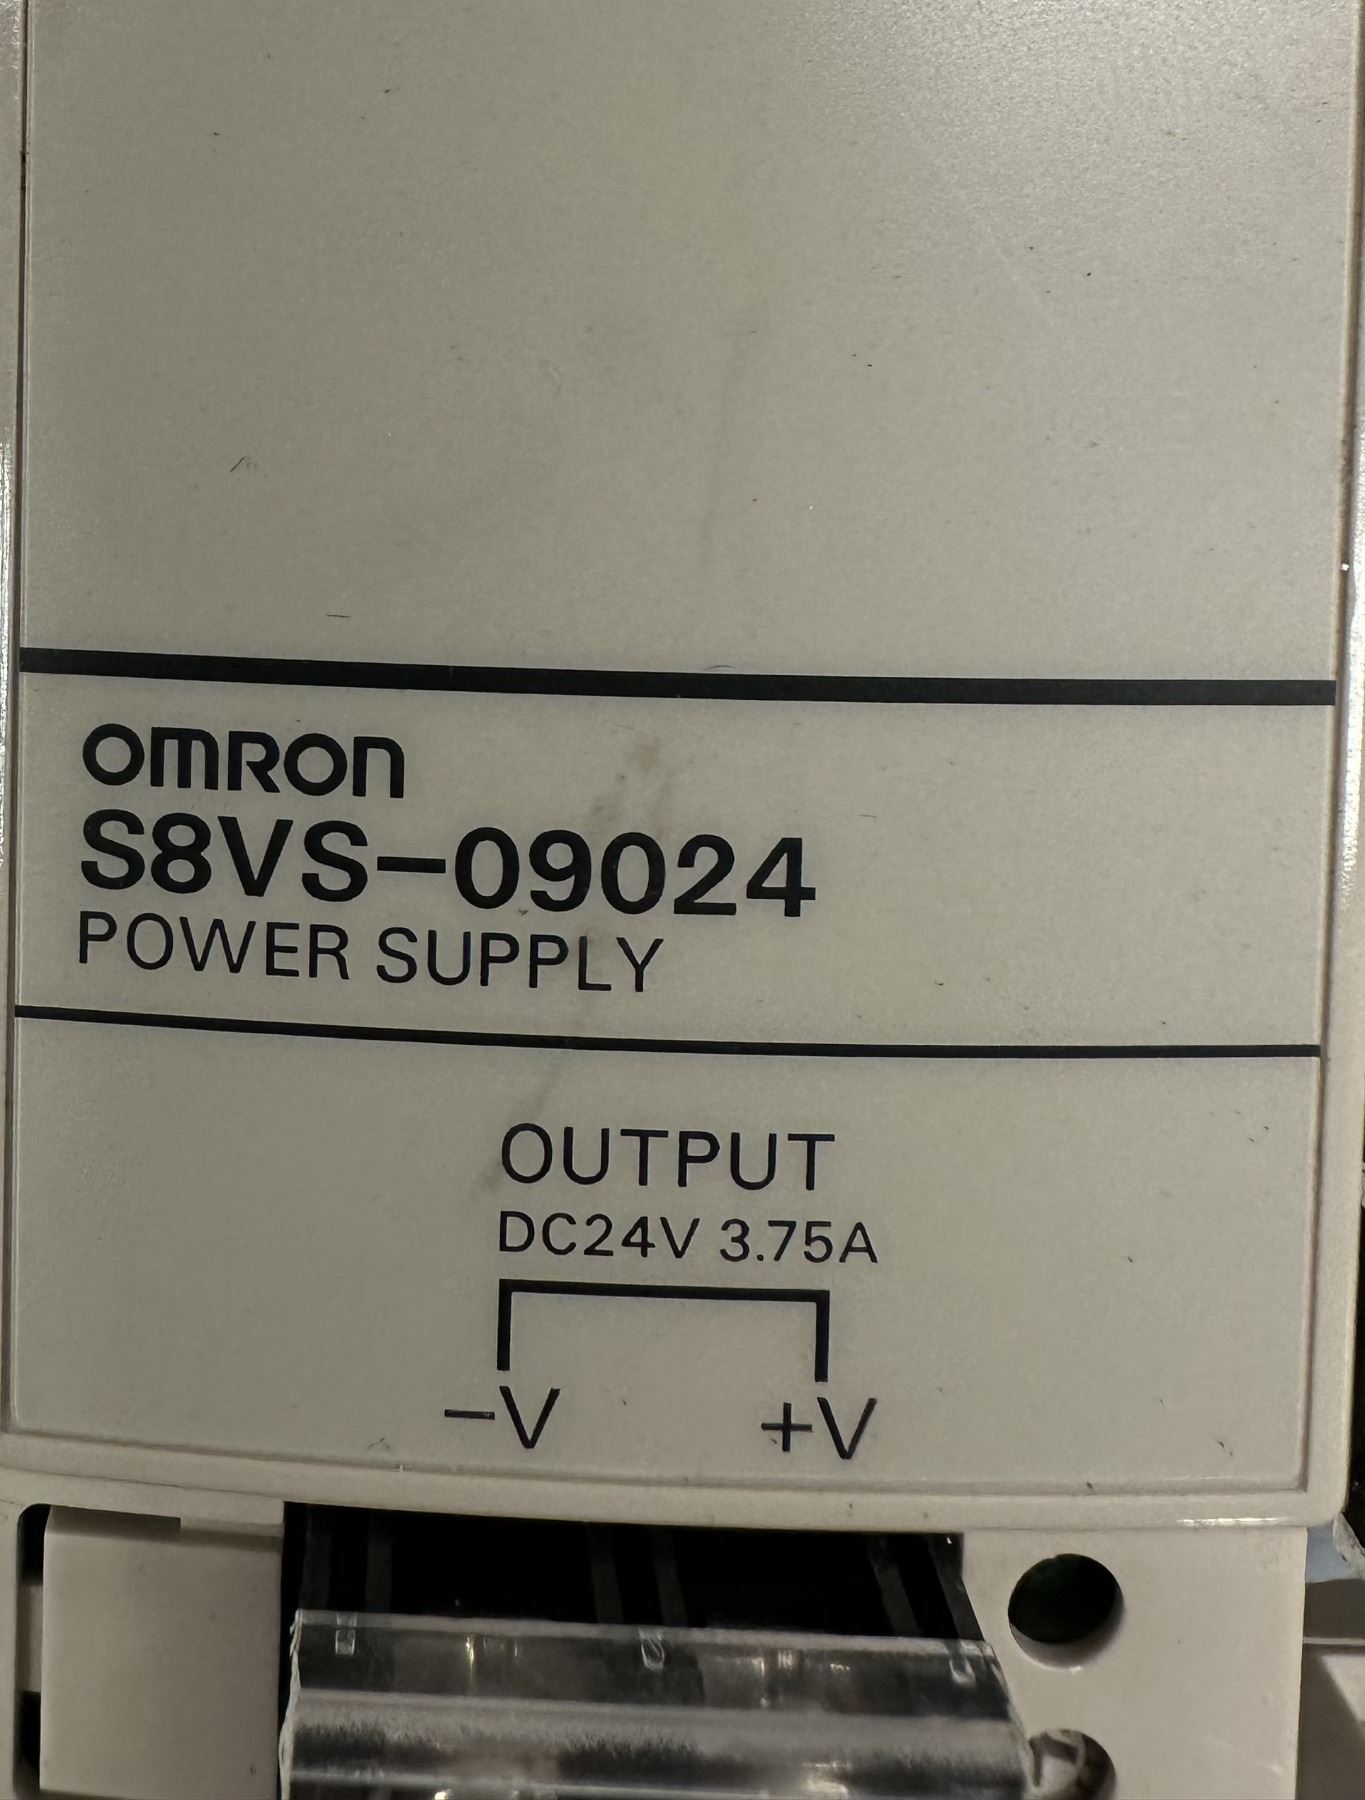 OMRON
S8VS-09024
POWER SUPPLY
OUTPUT
DC24V 3.75A
-V +V